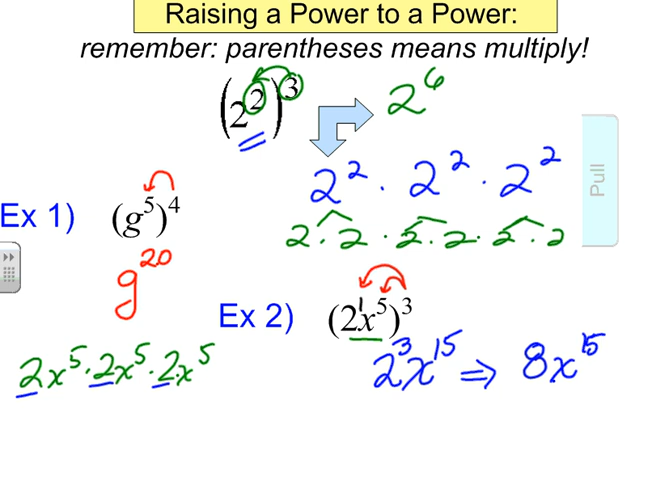 Raising a Power to a Power:
remember: parentheses means multiply!
(2²)³ 2⁶
2² · 2² · 2²
2 · 2 · 2 · 2 · 2 · 2
Pull
Ex 1) (g⁵)⁴
g²⁰
Ex 2) (2¹x⁵)³
2x⁵ · 2x⁵ · 2x⁵
2³x¹⁵ ⇒ 8x¹⁵